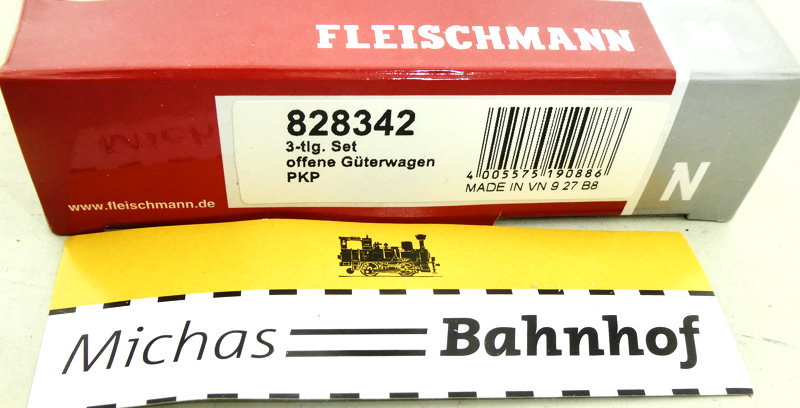 FLEISCHMANN
N
828342
3-tlg. Set
offene Güterwagen
PKP
4 005575 190886
MADE IN VN 9 27 B8
www.fleischmann.de
N
Michas Bahnhof